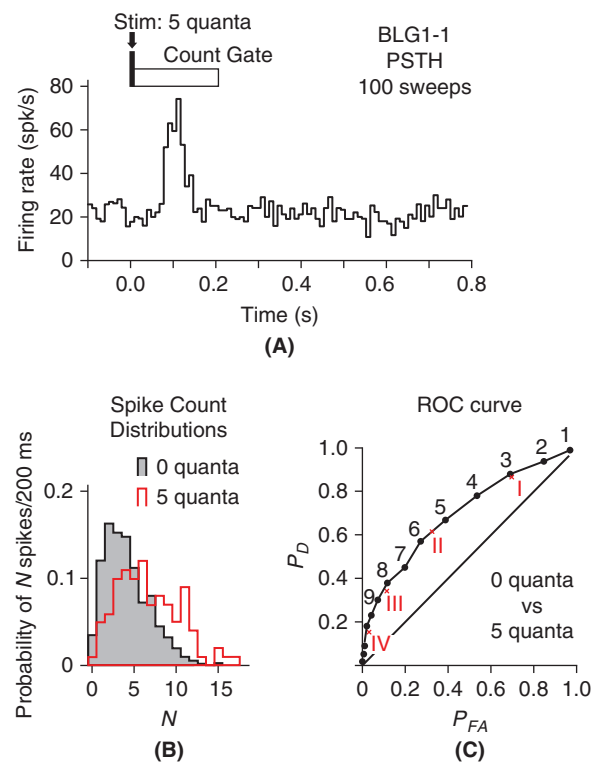 Stim: 5 quanta
Count Gate
BLG1-1
PSTH
100 sweeps
Firing rate (spk/s)
80
60
40
20
0
0.0
0.2
0.4
0.6
0.8
Time (s)
(A)
Spike Count
Distributions
0 quanta
5 quanta
Probability of N spikes/200 ms
0.2
0.1
0
0
5
10
15
N
(B)
ROC curve
P_D
1.0
0.8
0.6
0.4
0.2
1
2
3
4
5
6
7
8
9
I
II
III
IV
0 quanta
vs
5 quanta
0
0.2
0.4
0.6
0.8
1.0
P_FA
(C)